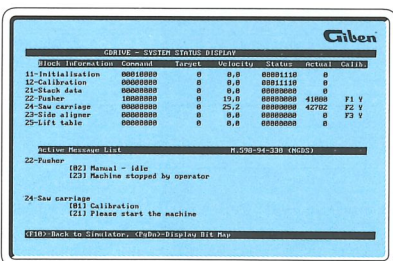 Giben
GDRIVE - SYSTEM STATUS DISPLAY
Block Information Command Target Velocity Status Actual Calib.
11-Initialisation 00010000 0 0,0 00001110 0
12-Calibration 00000000 0 0,0 00001110 0
21-Stack data 00000000 0 0,0 00000000 0
22-Pusher 10000000 0 19,0 00000000 41000 F1 Y
24-Saw carriage 00000000 0 25,2 00000000 42702 F2 Y
23-Side aligner 00000000 0 0,0 00000000 0 F3 Y
25-Lift table 00000000 0 0,0 00000000 0
Active Message List M.590-94-330 (NGDS)
22-Pusher
[02] Manual - idle
[23] Machine stopped by operator
24-Saw carriage
[01] Calibration
[21] Please start the machine
<F10>-Back to Simulator, <PgDn>-Display Bit Map